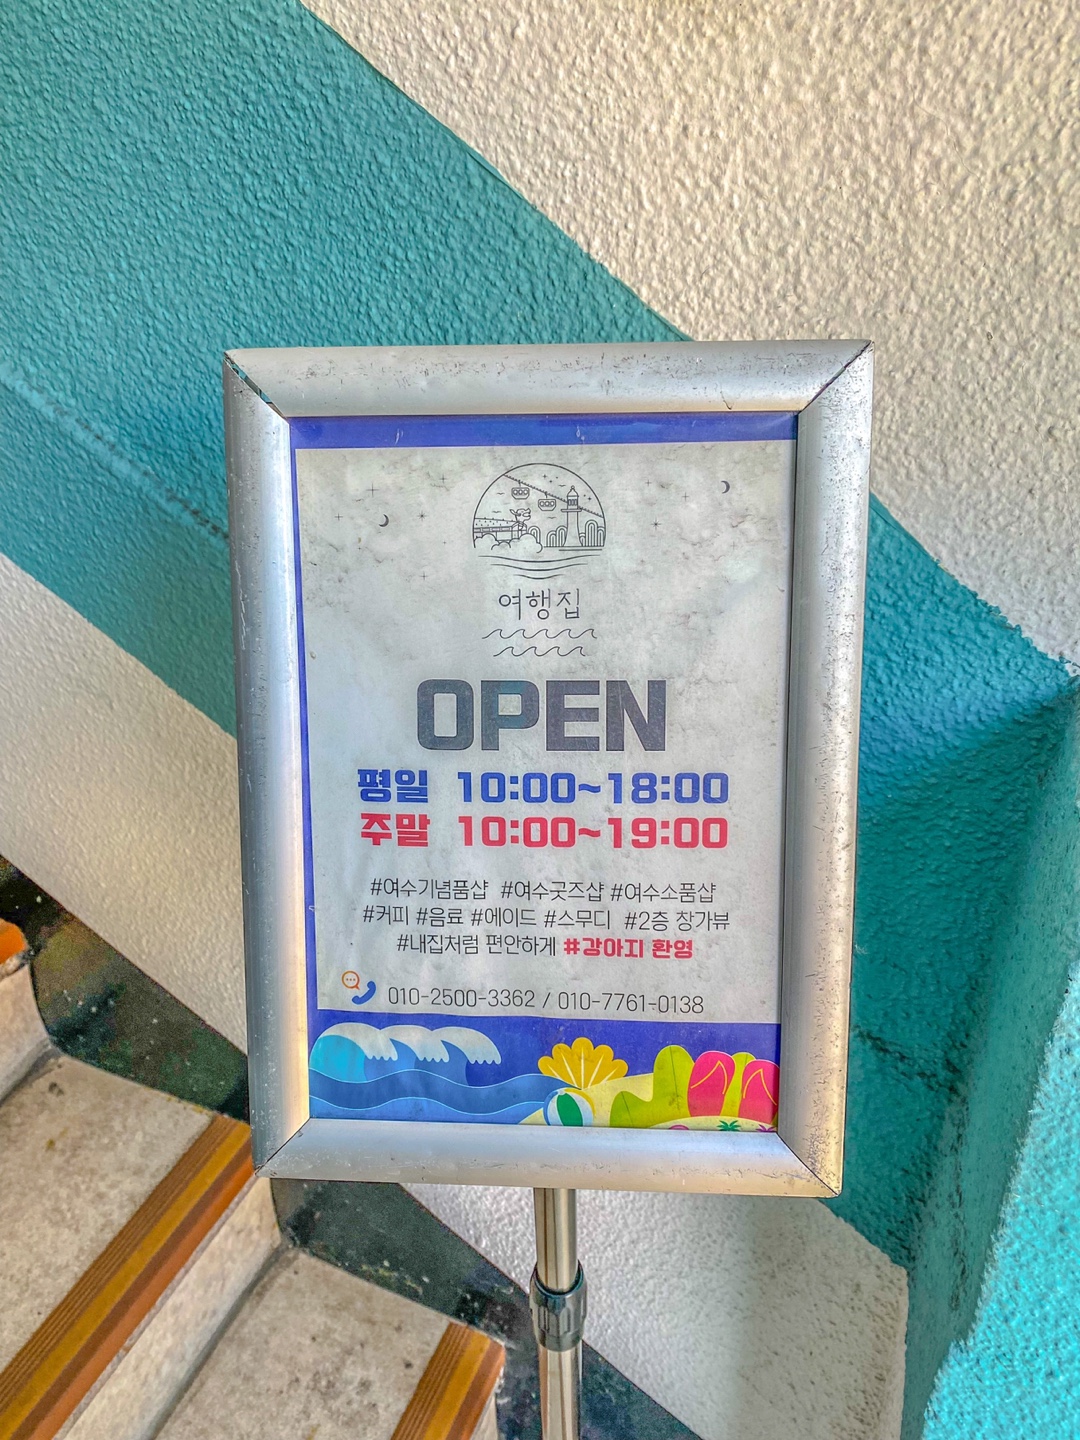 여행집
OPEN
평일 10:00~18:00
주말 10:00~19:00
#여수기념품샵 #여수굿즈샵 #여수소품샵
#커피 #음료 #에이드 #스무디 #2층 창가뷰
#내집처럼 편안하게 #강아지 환영
010-2500-3362 / 010-7761-0138